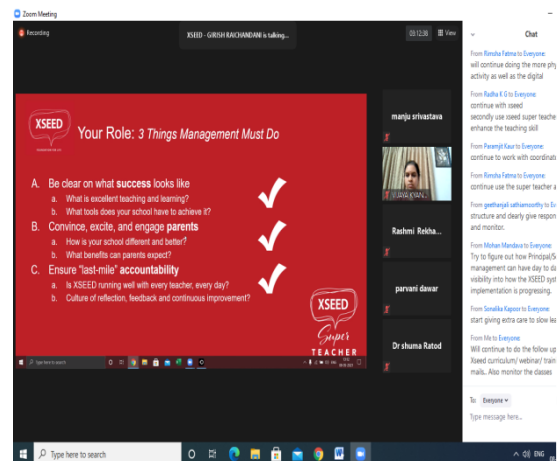 Zoom Meeting
Recording
XSEED - GIRISH RAICHANDANI is talking...
03:12:38
View
XSEED
Your Role: 3 Things Management Must Do
A. Be clear on what success looks like
a. What is excellent teaching and learning?
b. What tools does your school have to achieve it?
B. Convince, excite, and engage parents
a. How is your school different and better?
b. What benefits can parents expect?
C. Ensure "last-mile" accountability
a. Is XSEED running well with every teacher, every day?
b. Culture of reflection, feedback and continuous improvement?
XSEED
Super
TEACHER
Type here to search
manju srivastava
VIJAYA KYAN...
Rashmi Rekha...
parvani dawar
Dr shuma Ratod
Chat
From Rimsha Fatma to Everyone:
will continue doing the more phy
activity as well as the digital
From Radha K G to Everyone:
continue with sseed
secondly use sseed super teache
enhance the teaching skill
From Paramjit Kaur to Everyone:
continue to work with coordinat
From Rimsha Fatma to Everyone:
continue use the super teacher a
From geethanjali sathiamoorthy to Ev
structure and clearly give respon
and monitor.
From Mohan Mandava to Everyone:
Try to figure out how Principal/S
management can have day to da
visibility into how the XSEED syst
implementation is progressing.
From Sonalika Kapoor to Everyone:
start giving extra care to slow lea
From Me to Everyone:
Will continue to do the follow up
Xseed curriculum/ webinar/ train
mails.. Also monitor the classes
To: Everyone
Type message here...
Type here to search
ENG